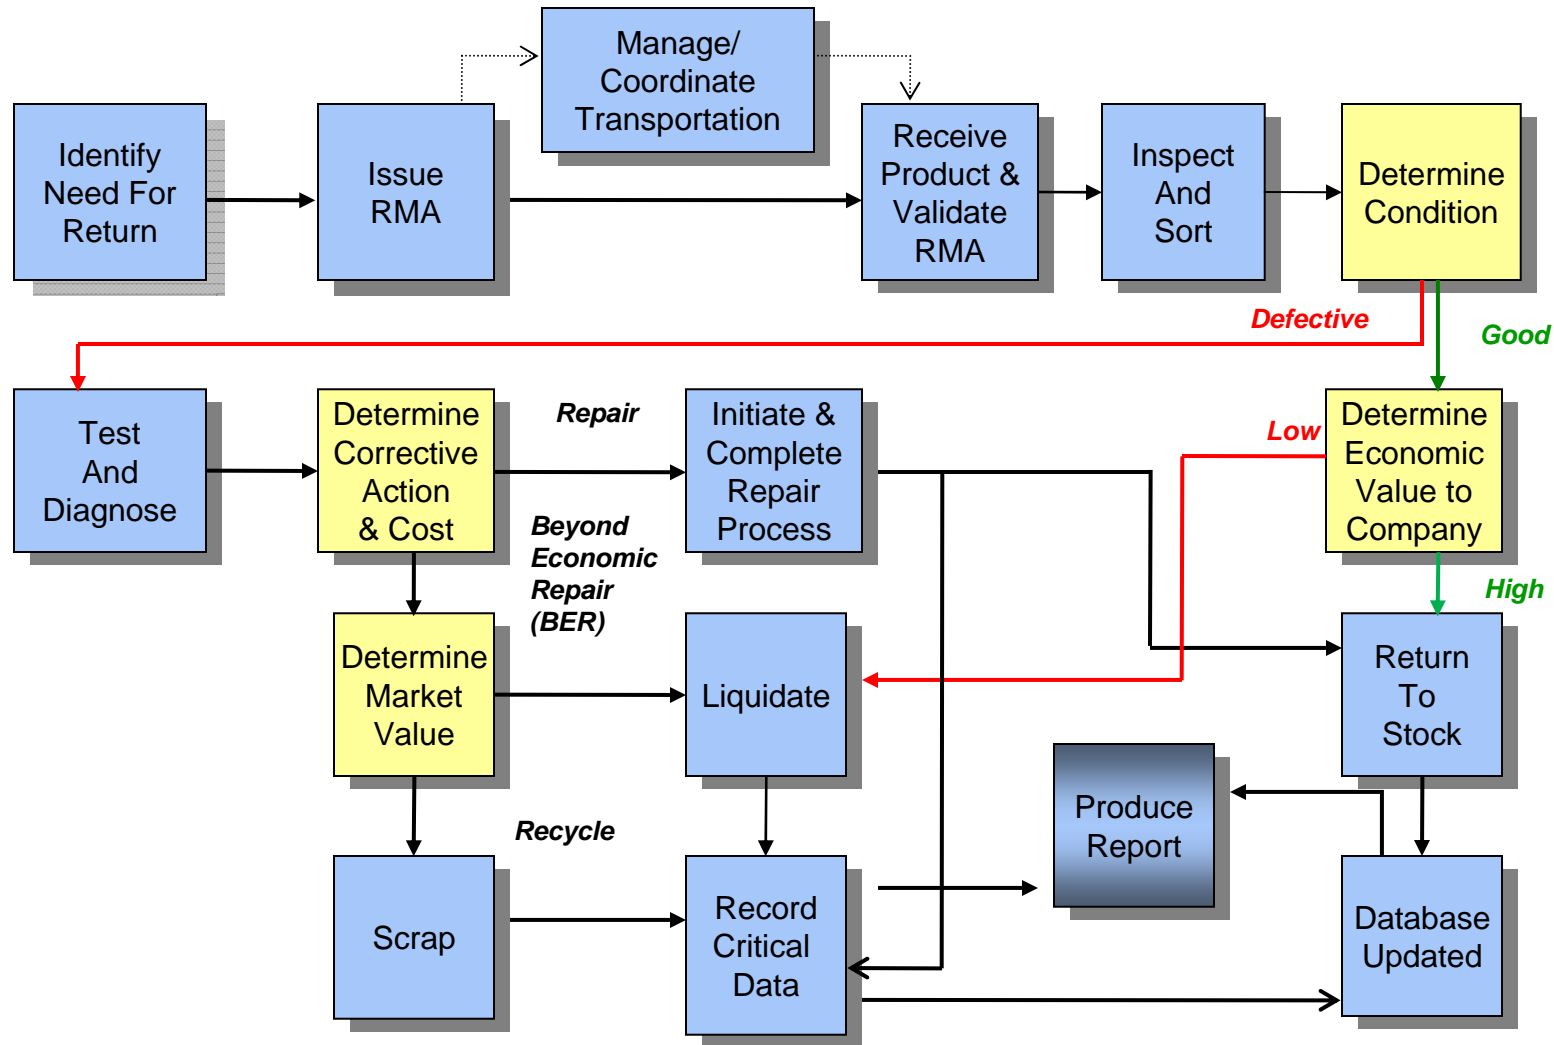 Manage/
Coordinate
Transportation
Identify
Need For
Return
Issue
RMA
Receive
Product &
Validate
RMA
Inspect
And
Sort
Determine
Condition
Defective
Good
Test
And
Diagnose
Determine
Corrective
Action
& Cost
Repair
Initiate &
Complete
Repair
Process
Low
Determine
Economic
Value to
Company
Beyond
Economic
Repair
(BER)
High
Determine
Market
Value
Liquidate
Return
To
Stock
Recycle
Produce
Report
Scrap
Record
Critical
Data
Database
Updated